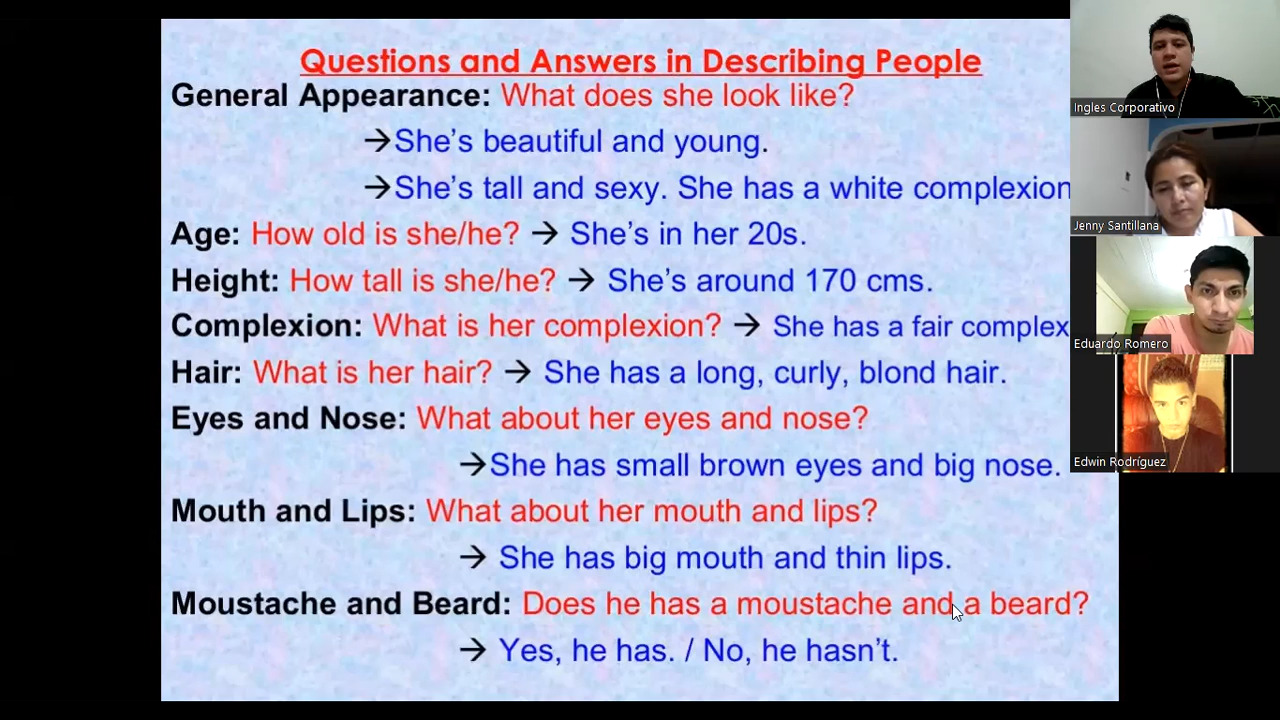 Questions and Answers in Describing People
General Appearance: What does she look like?
→She's beautiful and young.
→She's tall and sexy. She has a white complexion
Age: How old is she/he? → She's in her 20s.
Height: How tall is she/he? → She's around 170 cms.
Complexion: What is her complexion? → She has a fair complex
Hair: What is her hair? → She has a long, curly, blond hair.
Eyes and Nose: What about her eyes and nose?
→She has small brown eyes and big nose.
Mouth and Lips: What about her mouth and lips?
→ She has big mouth and thin lips.
Moustache and Beard: Does he has a moustache and a beard?
→ Yes, he has. / No, he hasn't.
Ingles Corporativo
Jenny Santillana
Eduardo Romero
Edwin Rodríguez